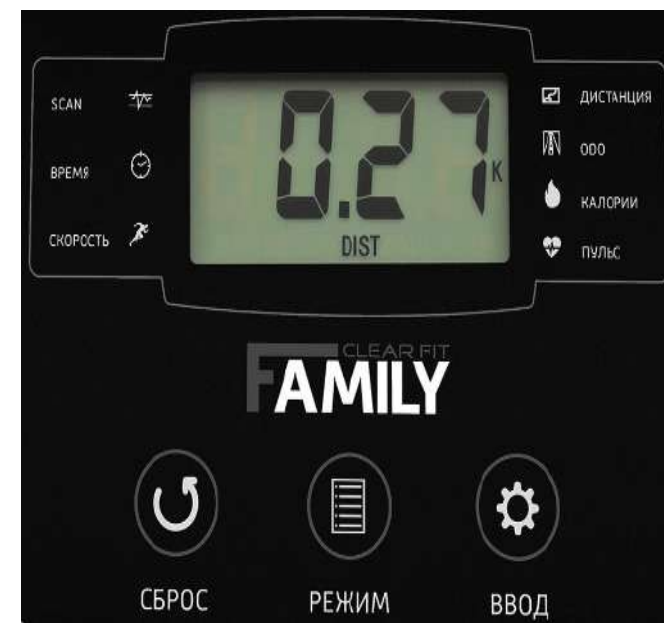 SCAN
ВРЕМЯ
СКОРОСТЬ
0.27 K
DIST
ДИСТАНЦИЯ
ODO
КАЛОРИИ
ПУЛЬС
CLEAR FIT
FAMILY
СБРОС
РЕЖИМ
ВВОД